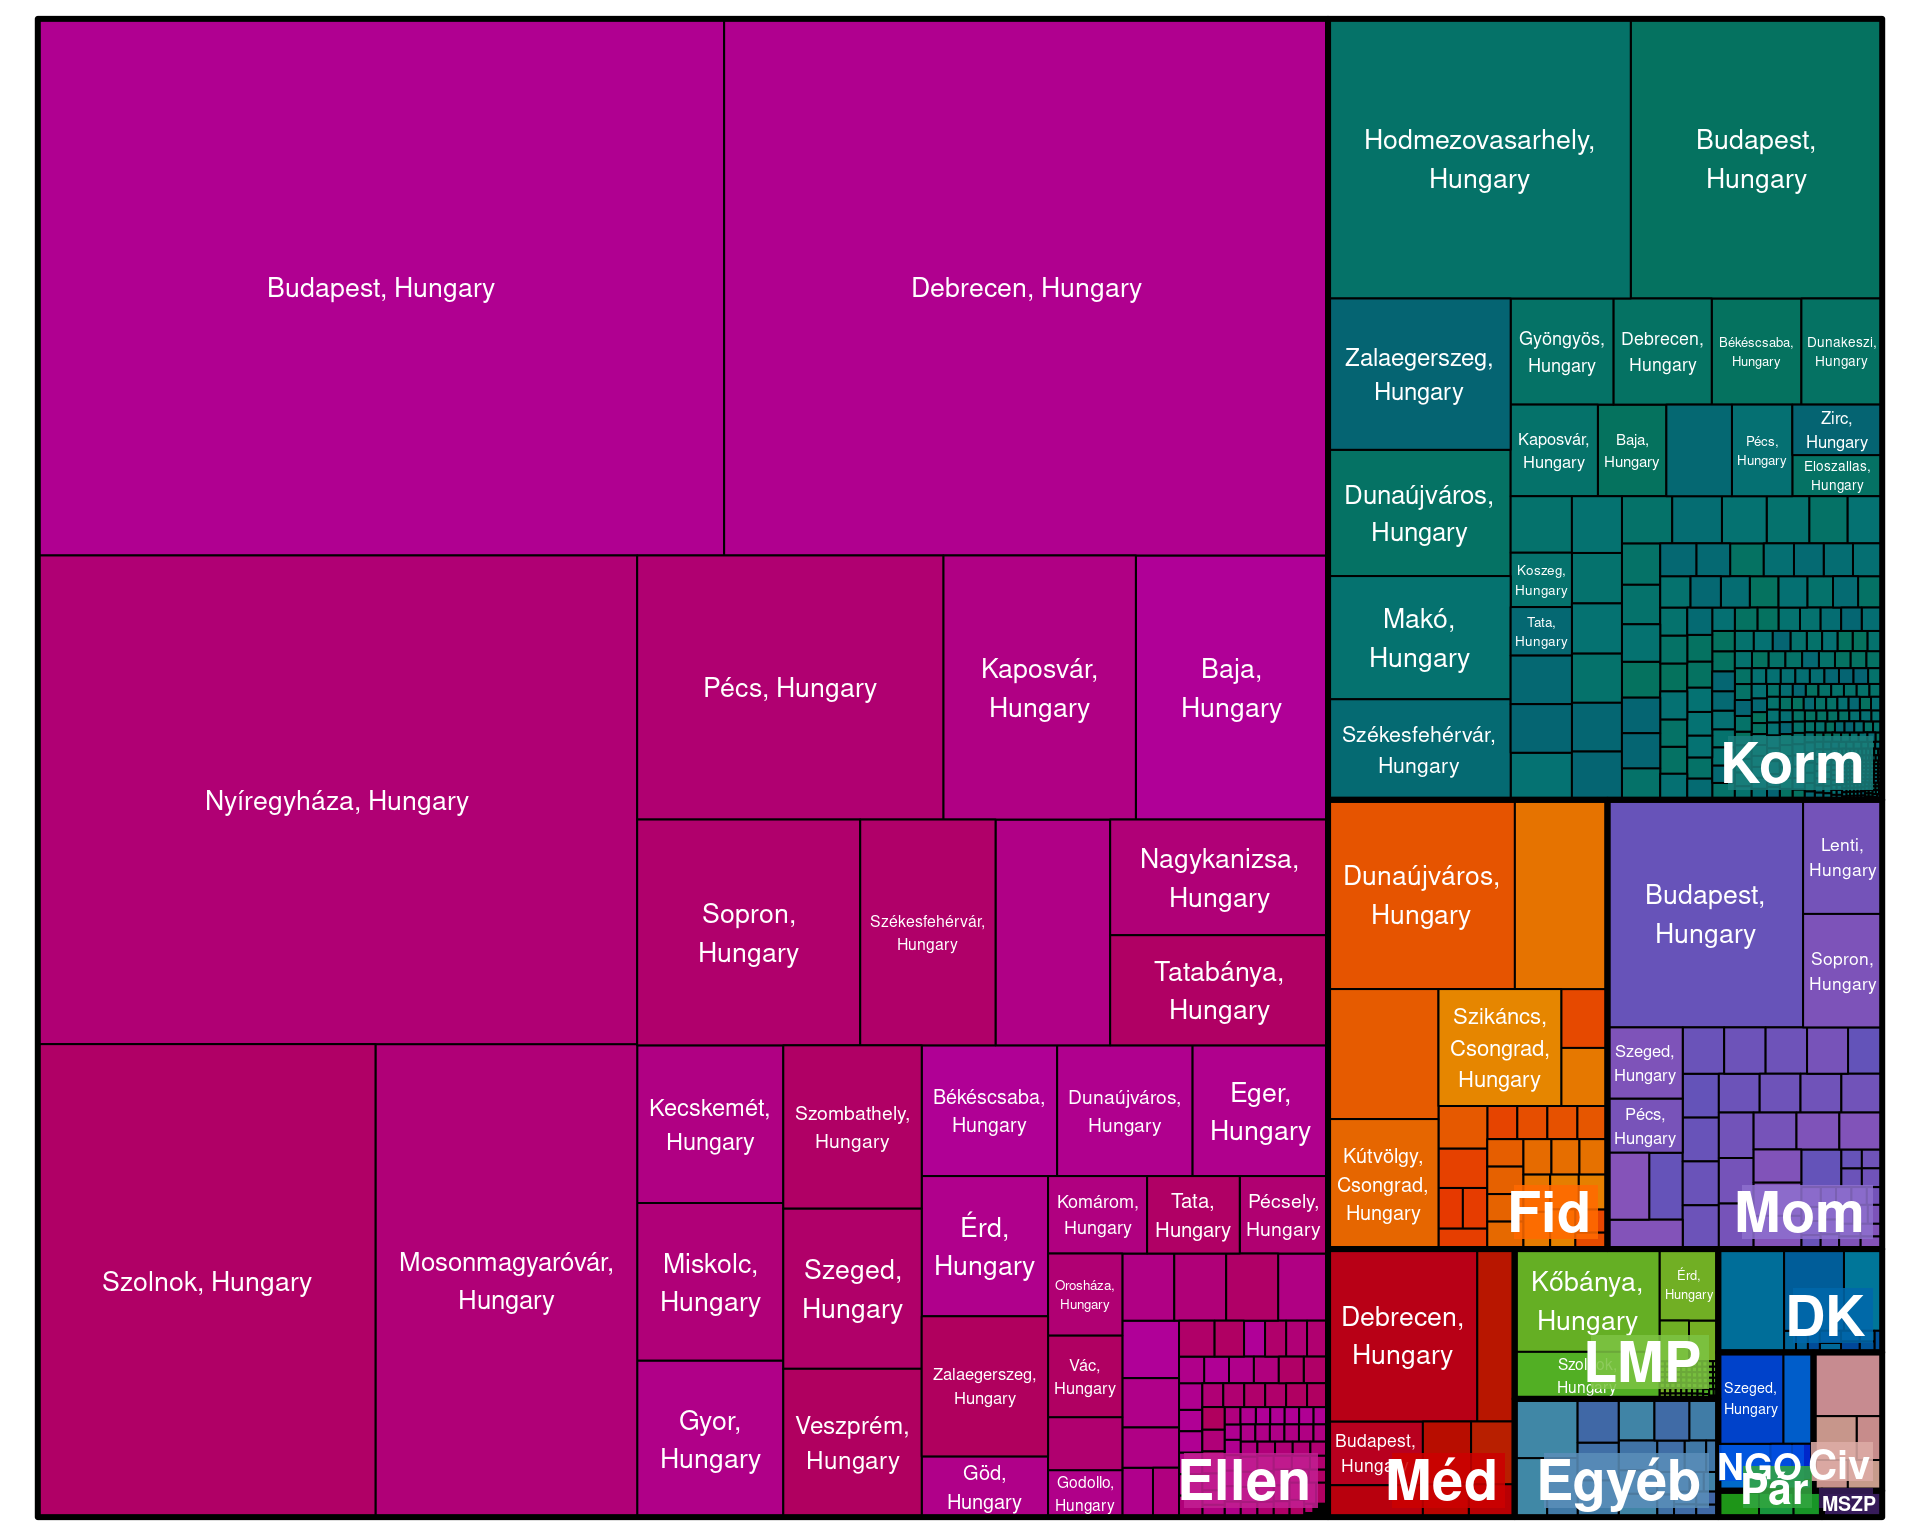 Budapest, Hungary
Debrecen, Hungary
Nyíregyháza, Hungary
Pécs, Hungary
Kaposvár,
Hungary
Baja,
Hungary
Sopron,
Hungary
Székesfehérvár,
Hungary
Nagykanizsa,
Hungary
Tatabánya,
Hungary
Szolnok, Hungary
Mosonmagyaróvár,
Hungary
Kecskemét,
Hungary
Szombathely,
Hungary
Békéscsaba,
Hungary
Dunaújváros,
Hungary
Eger,
Hungary
Miskolc,
Hungary
Szeged,
Hungary
Érd,
Hungary
Komárom,
Hungary
Tata,
Hungary
Pécsely,
Hungary
Orosháza,
Hungary
Gyor,
Hungary
Veszprém,
Hungary
Zalaegerszeg,
Hungary
Vác,
Hungary
Göd,
Hungary
Godollo,
Hungary
Ellen
Hodmezovasarhely,
Hungary
Budapest,
Hungary
Zalaegerszeg,
Hungary
Gyöngyös,
Hungary
Debrecen,
Hungary
Békéscsaba,
Hungary
Dunakeszi,
Hungary
Kaposvár,
Hungary
Baja,
Hungary
Pécs,
Hungary
Zirc,
Hungary
Eloszallas,
Hungary
Dunaújváros,
Hungary
Koszeg,
Hungary
Tata,
Hungary
Makó,
Hungary
Székesfehérvár,
Hungary
Korm
Dunaújváros,
Hungary
Szikáncs,
Csongrad,
Hungary
Kútvölgy,
Csongrad,
Hungary
Fid
Budapest,
Hungary
Lenti,
Hungary
Sopron,
Hungary
Szeged,
Hungary
Pécs,
Hungary
Mom
Debrecen,
Hungary
Budapest,
Hungary
Méd
Kőbánya,
Hungary
Érd,
Hungary
Szolnok,
Hungary
LMP
Egyéb
DK
Szeged,
Hungary
NGO
Civ
Pár
MSZP